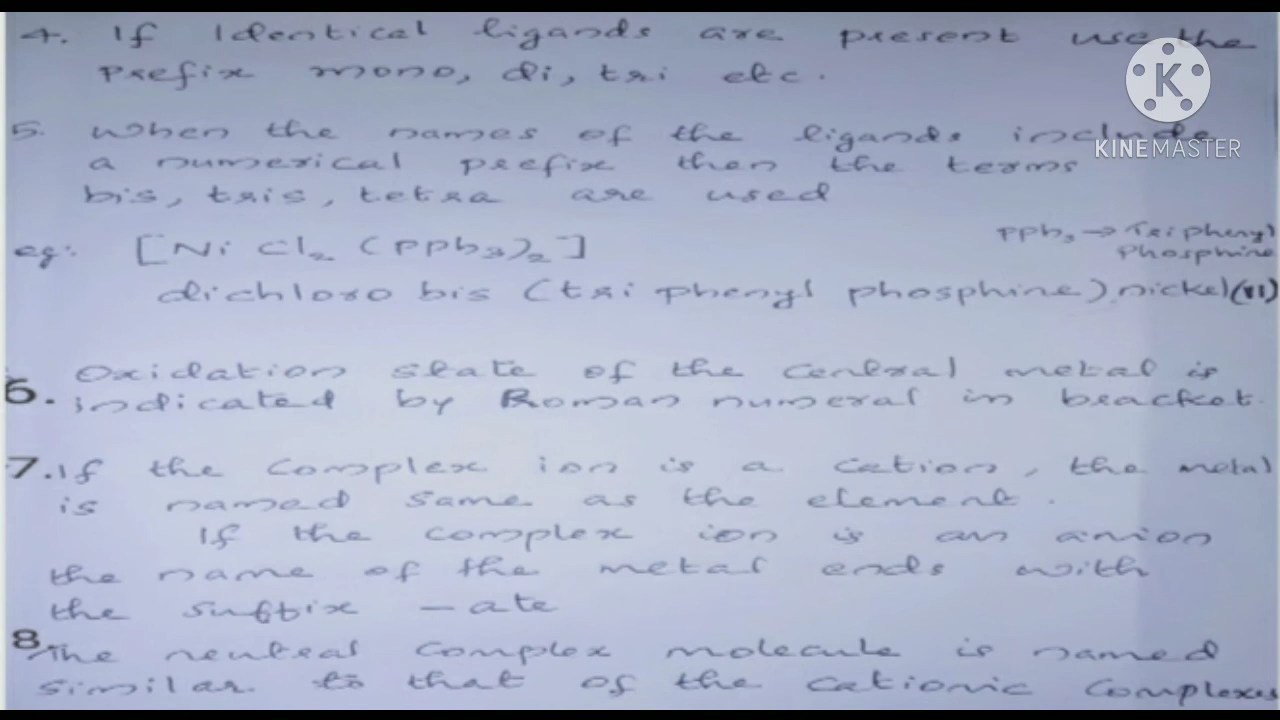 4. If Identical ligands are present use the
prefix mono, di, tri etc.
5. When the names of the ligands include
a numerical prefix then the terms
bis, tris, tetra are used
eg: [Ni Cl₂ (PPh₃)₂]
PPh₃ → Tri phenyl
Phosphine
dichloro bis (tri phenyl phosphine) nickel (II)
6. Oxidation state of the central metal is
indicated by Roman numeral in bracket.
7. If the complex ion is a cation, the metal
is named same as the element.
If the complex ion is an anion
the name of the metal ends with
the suffix – ate
8. The neutral complex molecule is named
similar to that of the cationic complexes
K
KINEMASTER